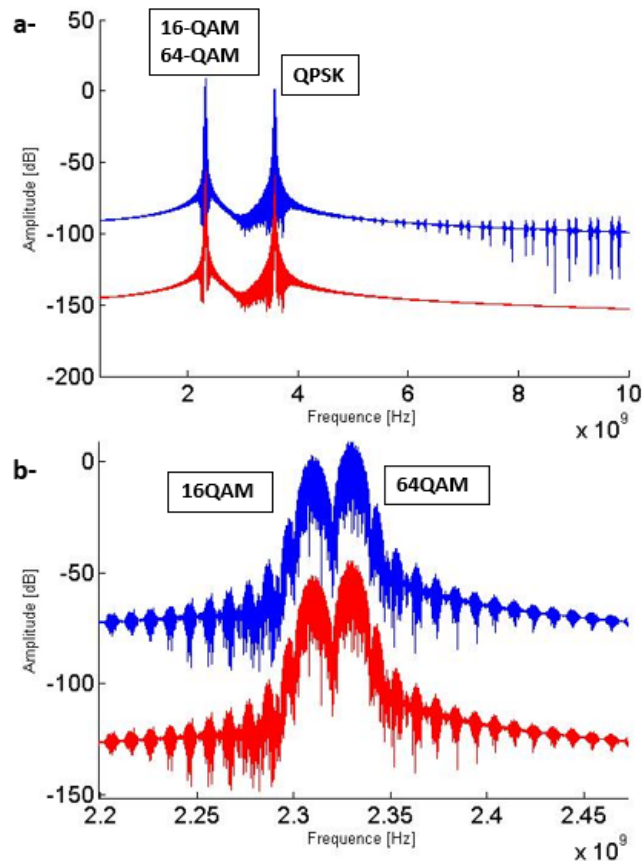 a-
16-QAM
64-QAM
QPSK
50
0
-50
-100
-150
-200
Amplitude [dB]
2
4
6
8
10
Frequence [Hz]
x 10⁹
b-
16QAM
64QAM
0
-50
-100
-150
Amplitude [dB]
2.2
2.25
2.3
2.35
2.4
2.45
Frequence [Hz]
x 10⁹